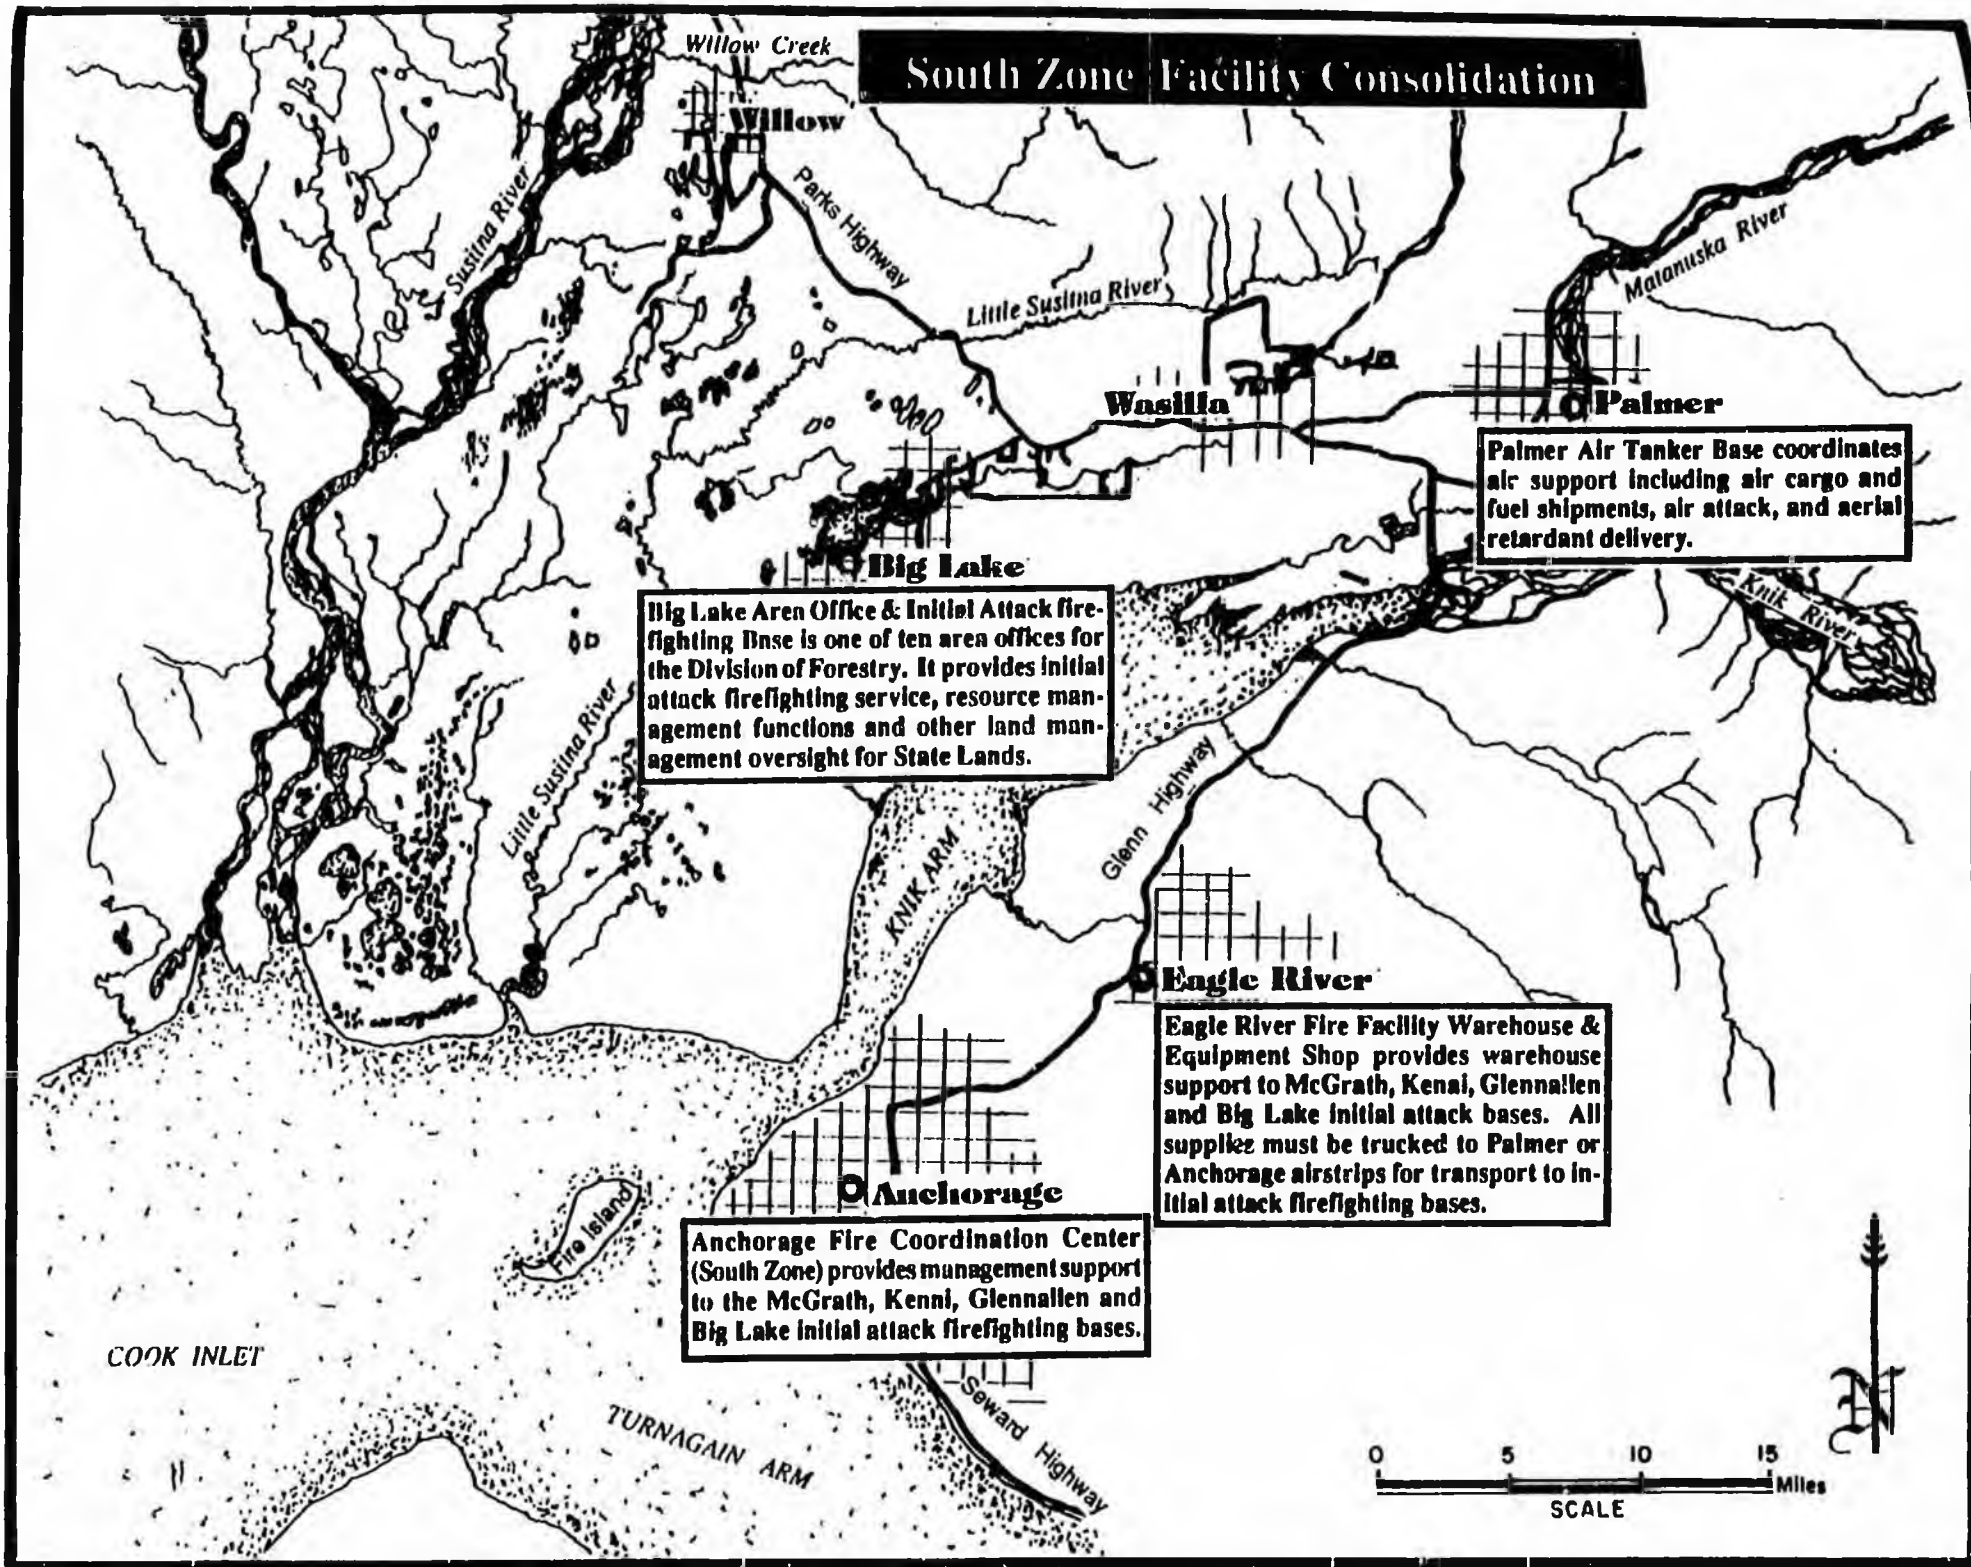 Willow Creek
South Zone Facility Consolidation
Willow
Parks Highway
Susitna River
Little Susitna River
Matanuska River
Wasilla
Palmer
Palmer Air Tanker Base coordinates
air support including air cargo and
fuel shipments, air attack, and aerial
retardant delivery.
Big Lake
Knik River
Big Lake Area Office & Initial Attack fire-
fighting Base is one of ten area offices for
the Division of Forestry. It provides initial
attack firefighting service, resource man-
agement functions and other land man-
agement oversight for State Lands.
Little Susitna River
Glenn Highway
KNIK ARM
Eagle River
Eagle River Fire Facility Warehouse &
Equipment Shop provides warehouse
support to McGrath, Kenai, Glennallen
and Big Lake initial attack bases. All
supplies must be trucked to Palmer or
Anchorage airstrips for transport to in-
itial attack firefighting bases.
Anchorage
Fire Island
Anchorage Fire Coordination Center
(South Zone) provides management support
to the McGrath, Kenai, Glennallen and
Big Lake initial attack firefighting bases.
COOK INLET
TURNAGAIN ARM
Seward Highway
N
0 5 10 15
Miles
SCALE